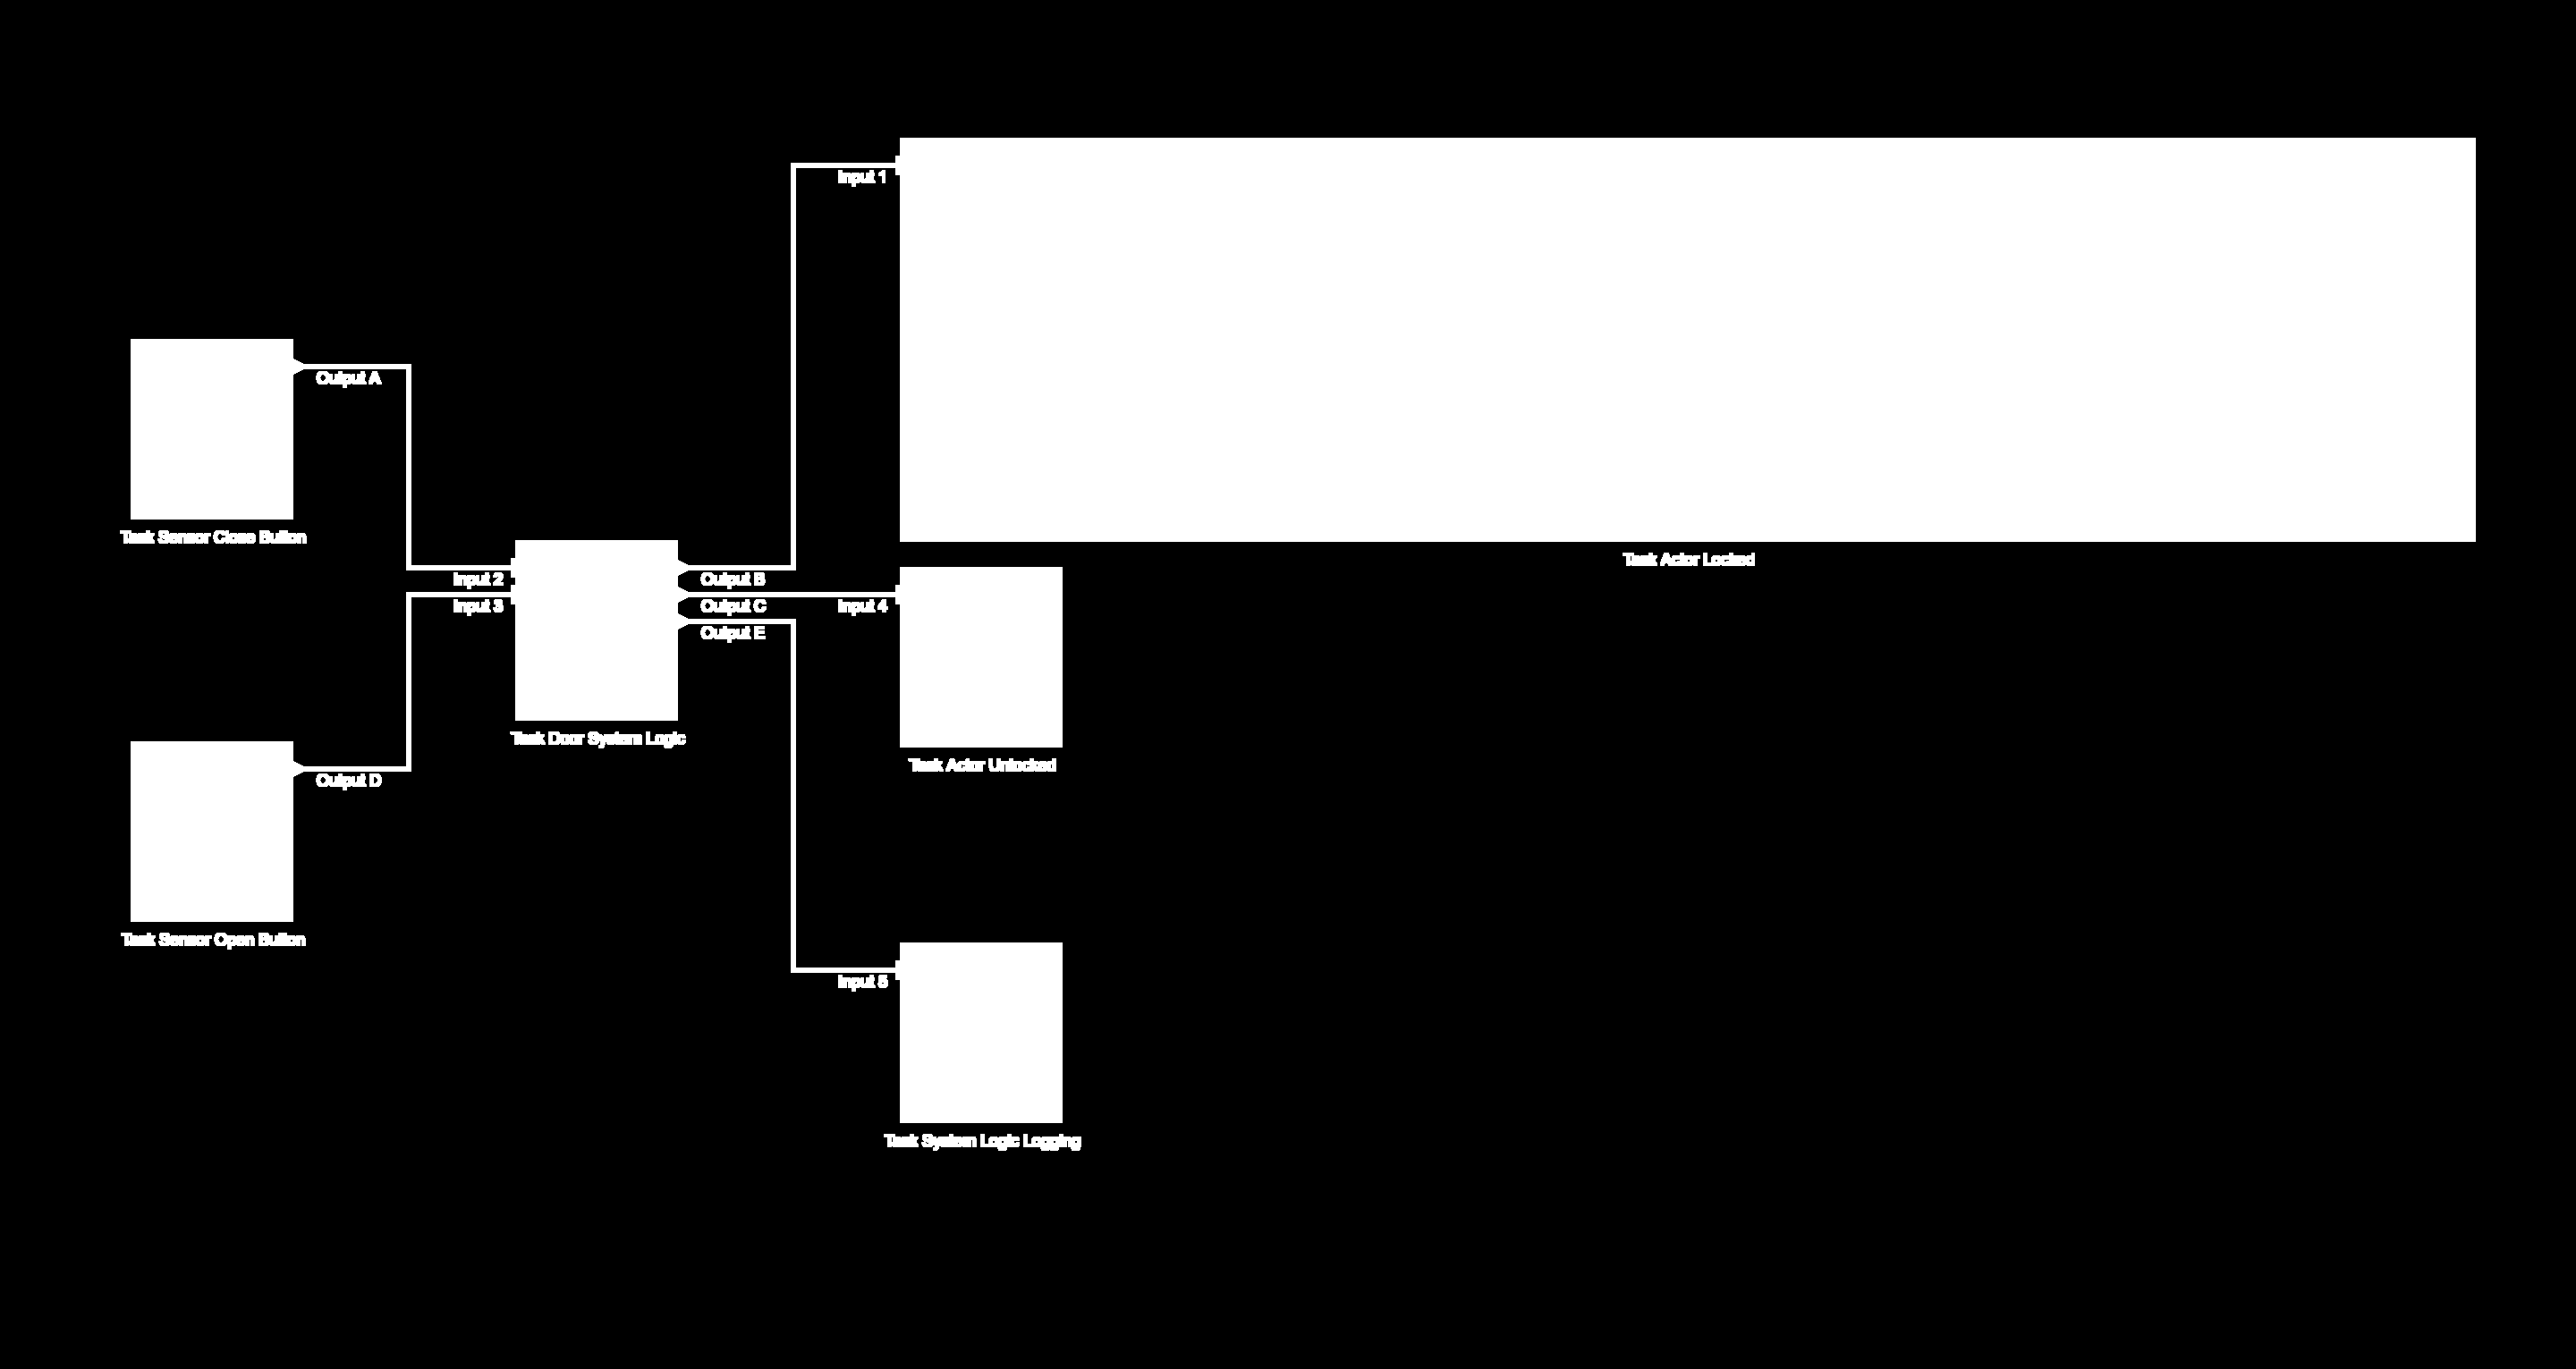 Input 1
Output A
Task Sensor Close Button
Task Actor Locked
Input 2
Output B
Input 3
Output C
Input 4
Output E
Task Door System Logic
Task Actor Unlocked
Output D
Task Sensor Open Button
Input 5
Task System Logic Logging